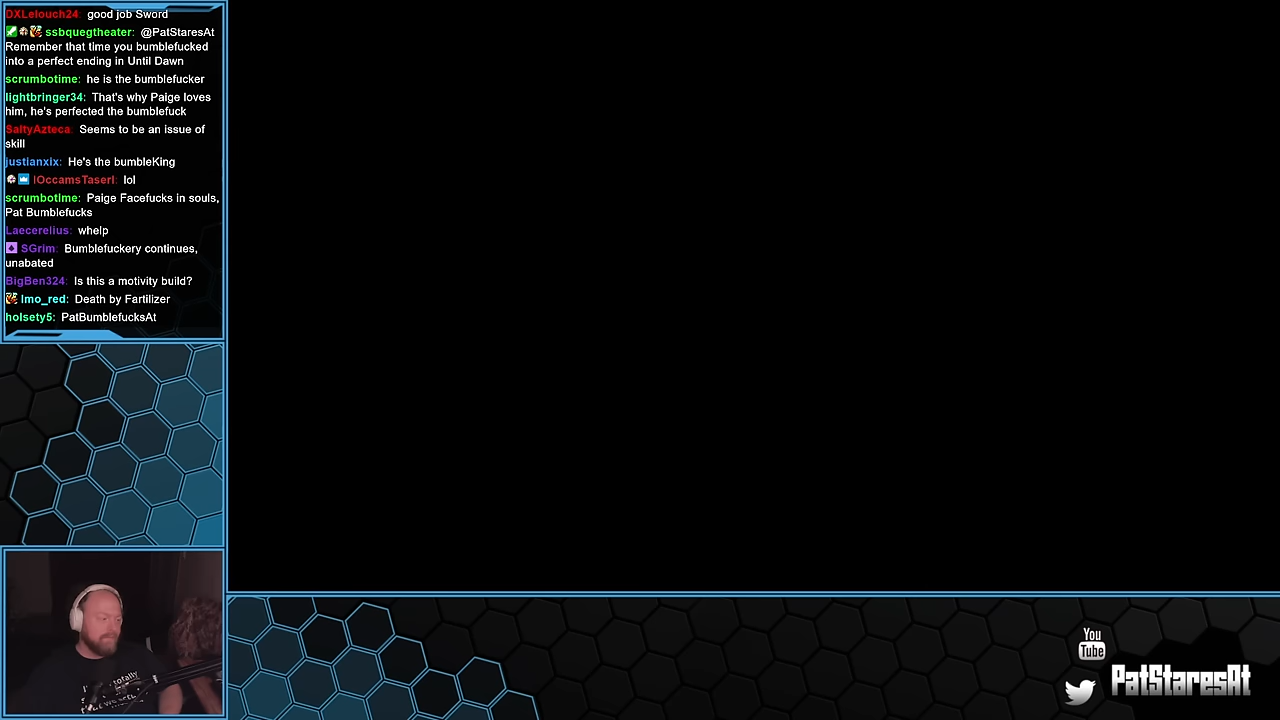 DXLelouch24: good job Sword
ssbquegtheater: @PatStaresAt
Remember that time you bumblefucked
into a perfect ending in Until Dawn
scrumbotime: he is the bumblefucker
lightbringer34: That's why Paige loves
him, he's perfected the bumblefuck
SaltyAzteca: Seems to be an issue of
skill
justianxix: He's the bumbleKing
IOccamsTaserI: lol
scrumbotime: Paige Facefucks in souls,
Pat Bumblefucks
Laecerelius: whelp
SGrim: Bumblefuckery continues,
unabated
BigBen324: Is this a motivity build?
lmo_red: Death by Fartilizer
holsety5: PatBumblefucksAt
totally
You
Tube
PatStaresAt